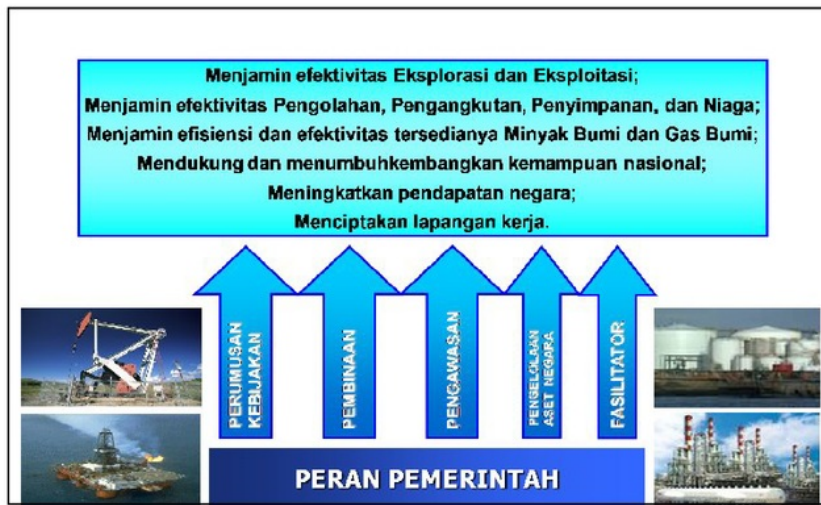 Menjamin efektivitas Eksplorasi dan Eksploitasi;
Menjamin efektivitas Pengolahan, Pengangkutan, Penyimpanan, dan Niaga;
Menjamin efisiensi dan efektivitas tersedianya Minyak Bumi dan Gas Bumi;
Mendukung dan menumbuhkembangkan kemampuan nasional;
Meningkatkan pendapatan negara;
Menciptakan lapangan kerja.
PERUMUSAN
KEBIJAKAN
PEMBINAAN
PENGAWASAN
PENGELOLAAN
ASET NEGARA
FASILITATOR
PERAN PEMERINTAH